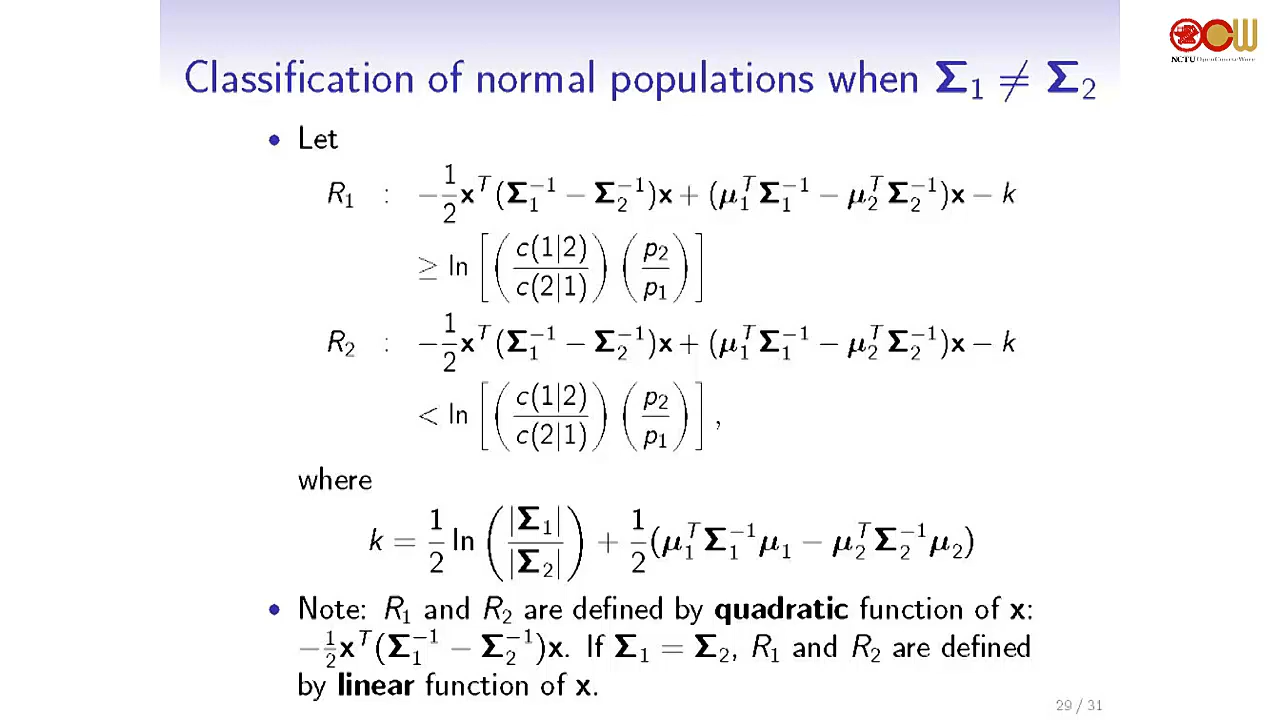 OCW
NCTU OpenCourseWare
Classification of normal populations when Σ₁ ≠ Σ₂
• Let
R₁ : −½xᵀ(Σ₁⁻¹ − Σ₂⁻¹)x + (μ₁ᵀΣ₁⁻¹ − μ₂ᵀΣ₂⁻¹)x − k
≥ ln [(c(1|2)/c(2|1)) (p₂/p₁)]
R₂ : −½xᵀ(Σ₁⁻¹ − Σ₂⁻¹)x + (μ₁ᵀΣ₁⁻¹ − μ₂ᵀΣ₂⁻¹)x − k
< ln [(c(1|2)/c(2|1)) (p₂/p₁)],
where
k = ½ ln (|Σ₁|/|Σ₂|) + ½(μ₁ᵀΣ₁⁻¹μ₁ − μ₂ᵀΣ₂⁻¹μ₂)
• Note: R₁ and R₂ are defined by quadratic function of x:
−½xᵀ(Σ₁⁻¹ − Σ₂⁻¹)x. If Σ₁ = Σ₂, R₁ and R₂ are defined
by linear function of x.
29 / 31